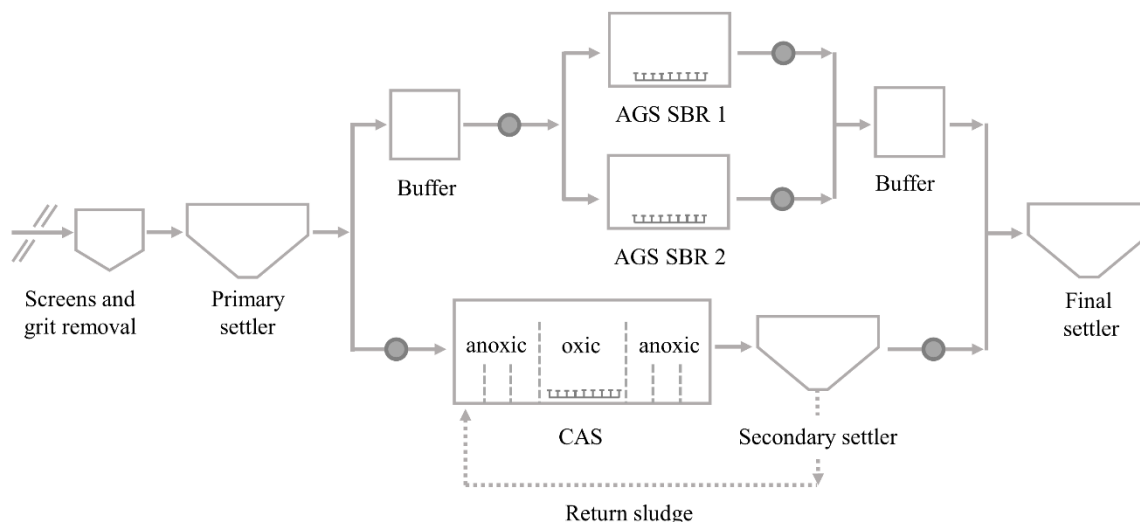 AGS SBR 1
Buffer
Buffer
AGS SBR 2
Screens and
grit removal
Primary
settler
Final
settler
anoxic
oxic
anoxic
CAS
Secondary settler
Return sludge